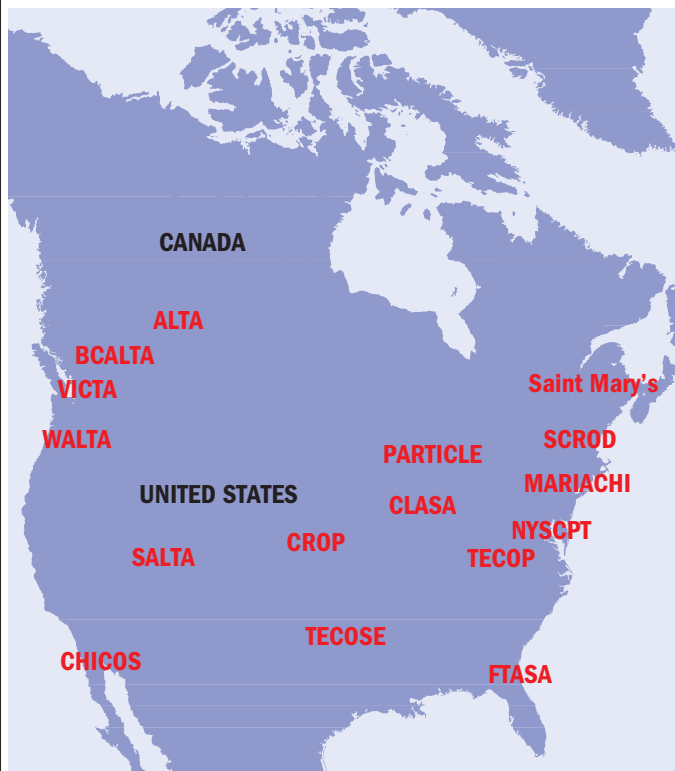 CANADA
ALTA
BCALTA
VICTA
Saint Mary's
WALTA
SCROD
PARTICLE
MARIACHI
UNITED STATES
CLASA
NYSCPT
CROP
SALTA
TECOP
TECOSE
CHICOS
FTASA